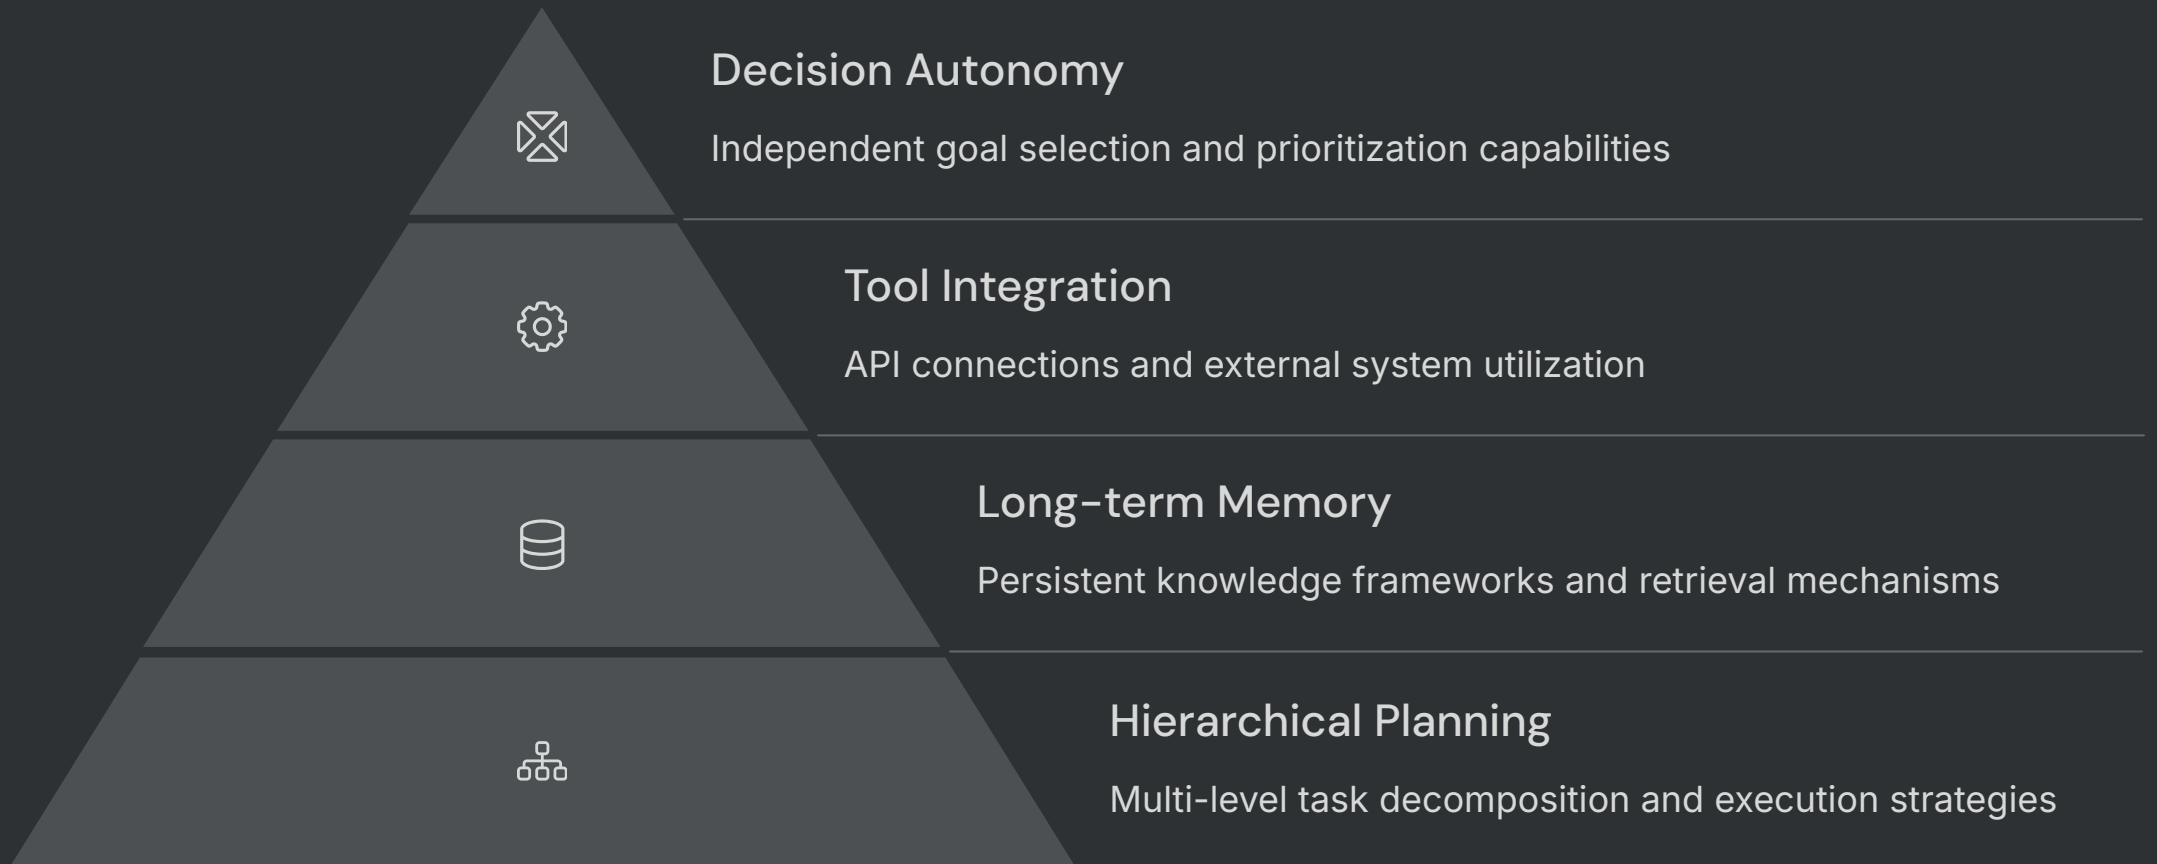 Decision Autonomy
Independent goal selection and prioritization capabilities
Tool Integration
API connections and external system utilization
Long-term Memory
Persistent knowledge frameworks and retrieval mechanisms
Hierarchical Planning
Multi-level task decomposition and execution strategies